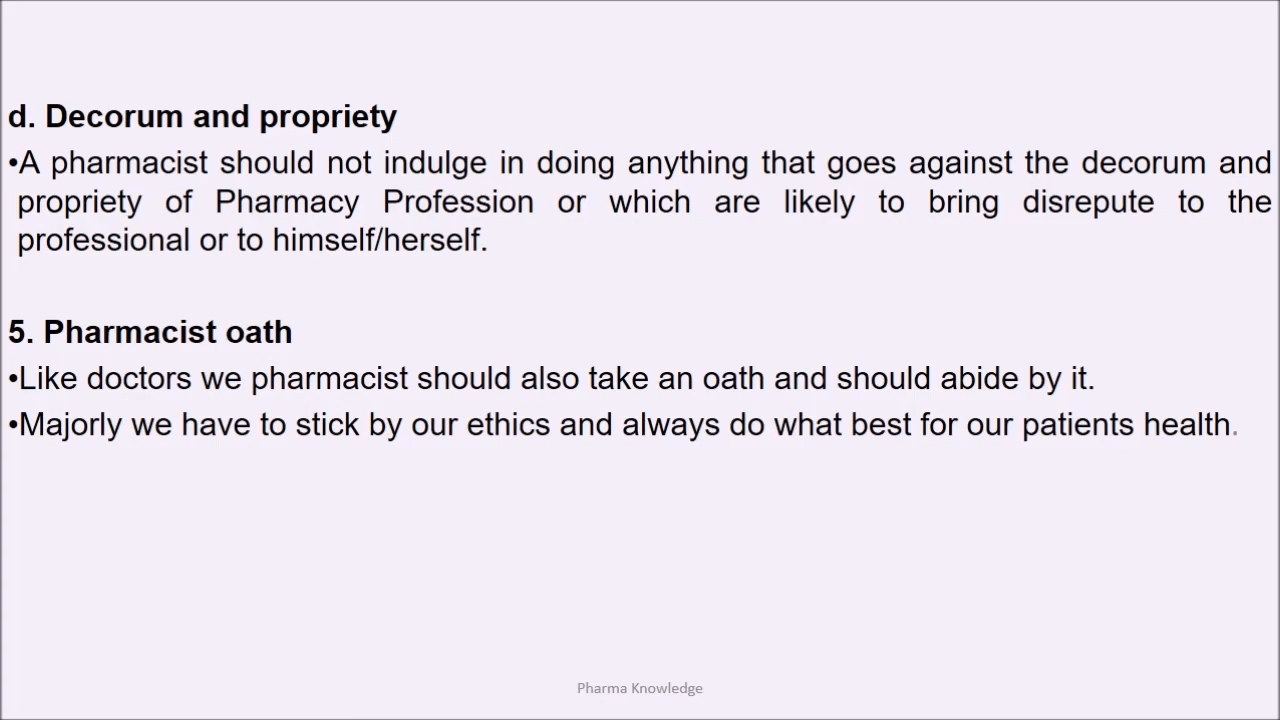 d. Decorum and propriety
•A pharmacist should not indulge in doing anything that goes against the decorum and
propriety of Pharmacy Profession or which are likely to bring disrepute to the
professional or to himself/herself.
5. Pharmacist oath
•Like doctors we pharmacist should also take an oath and should abide by it.
•Majorly we have to stick by our ethics and always do what best for our patients health.
Pharma Knowledge